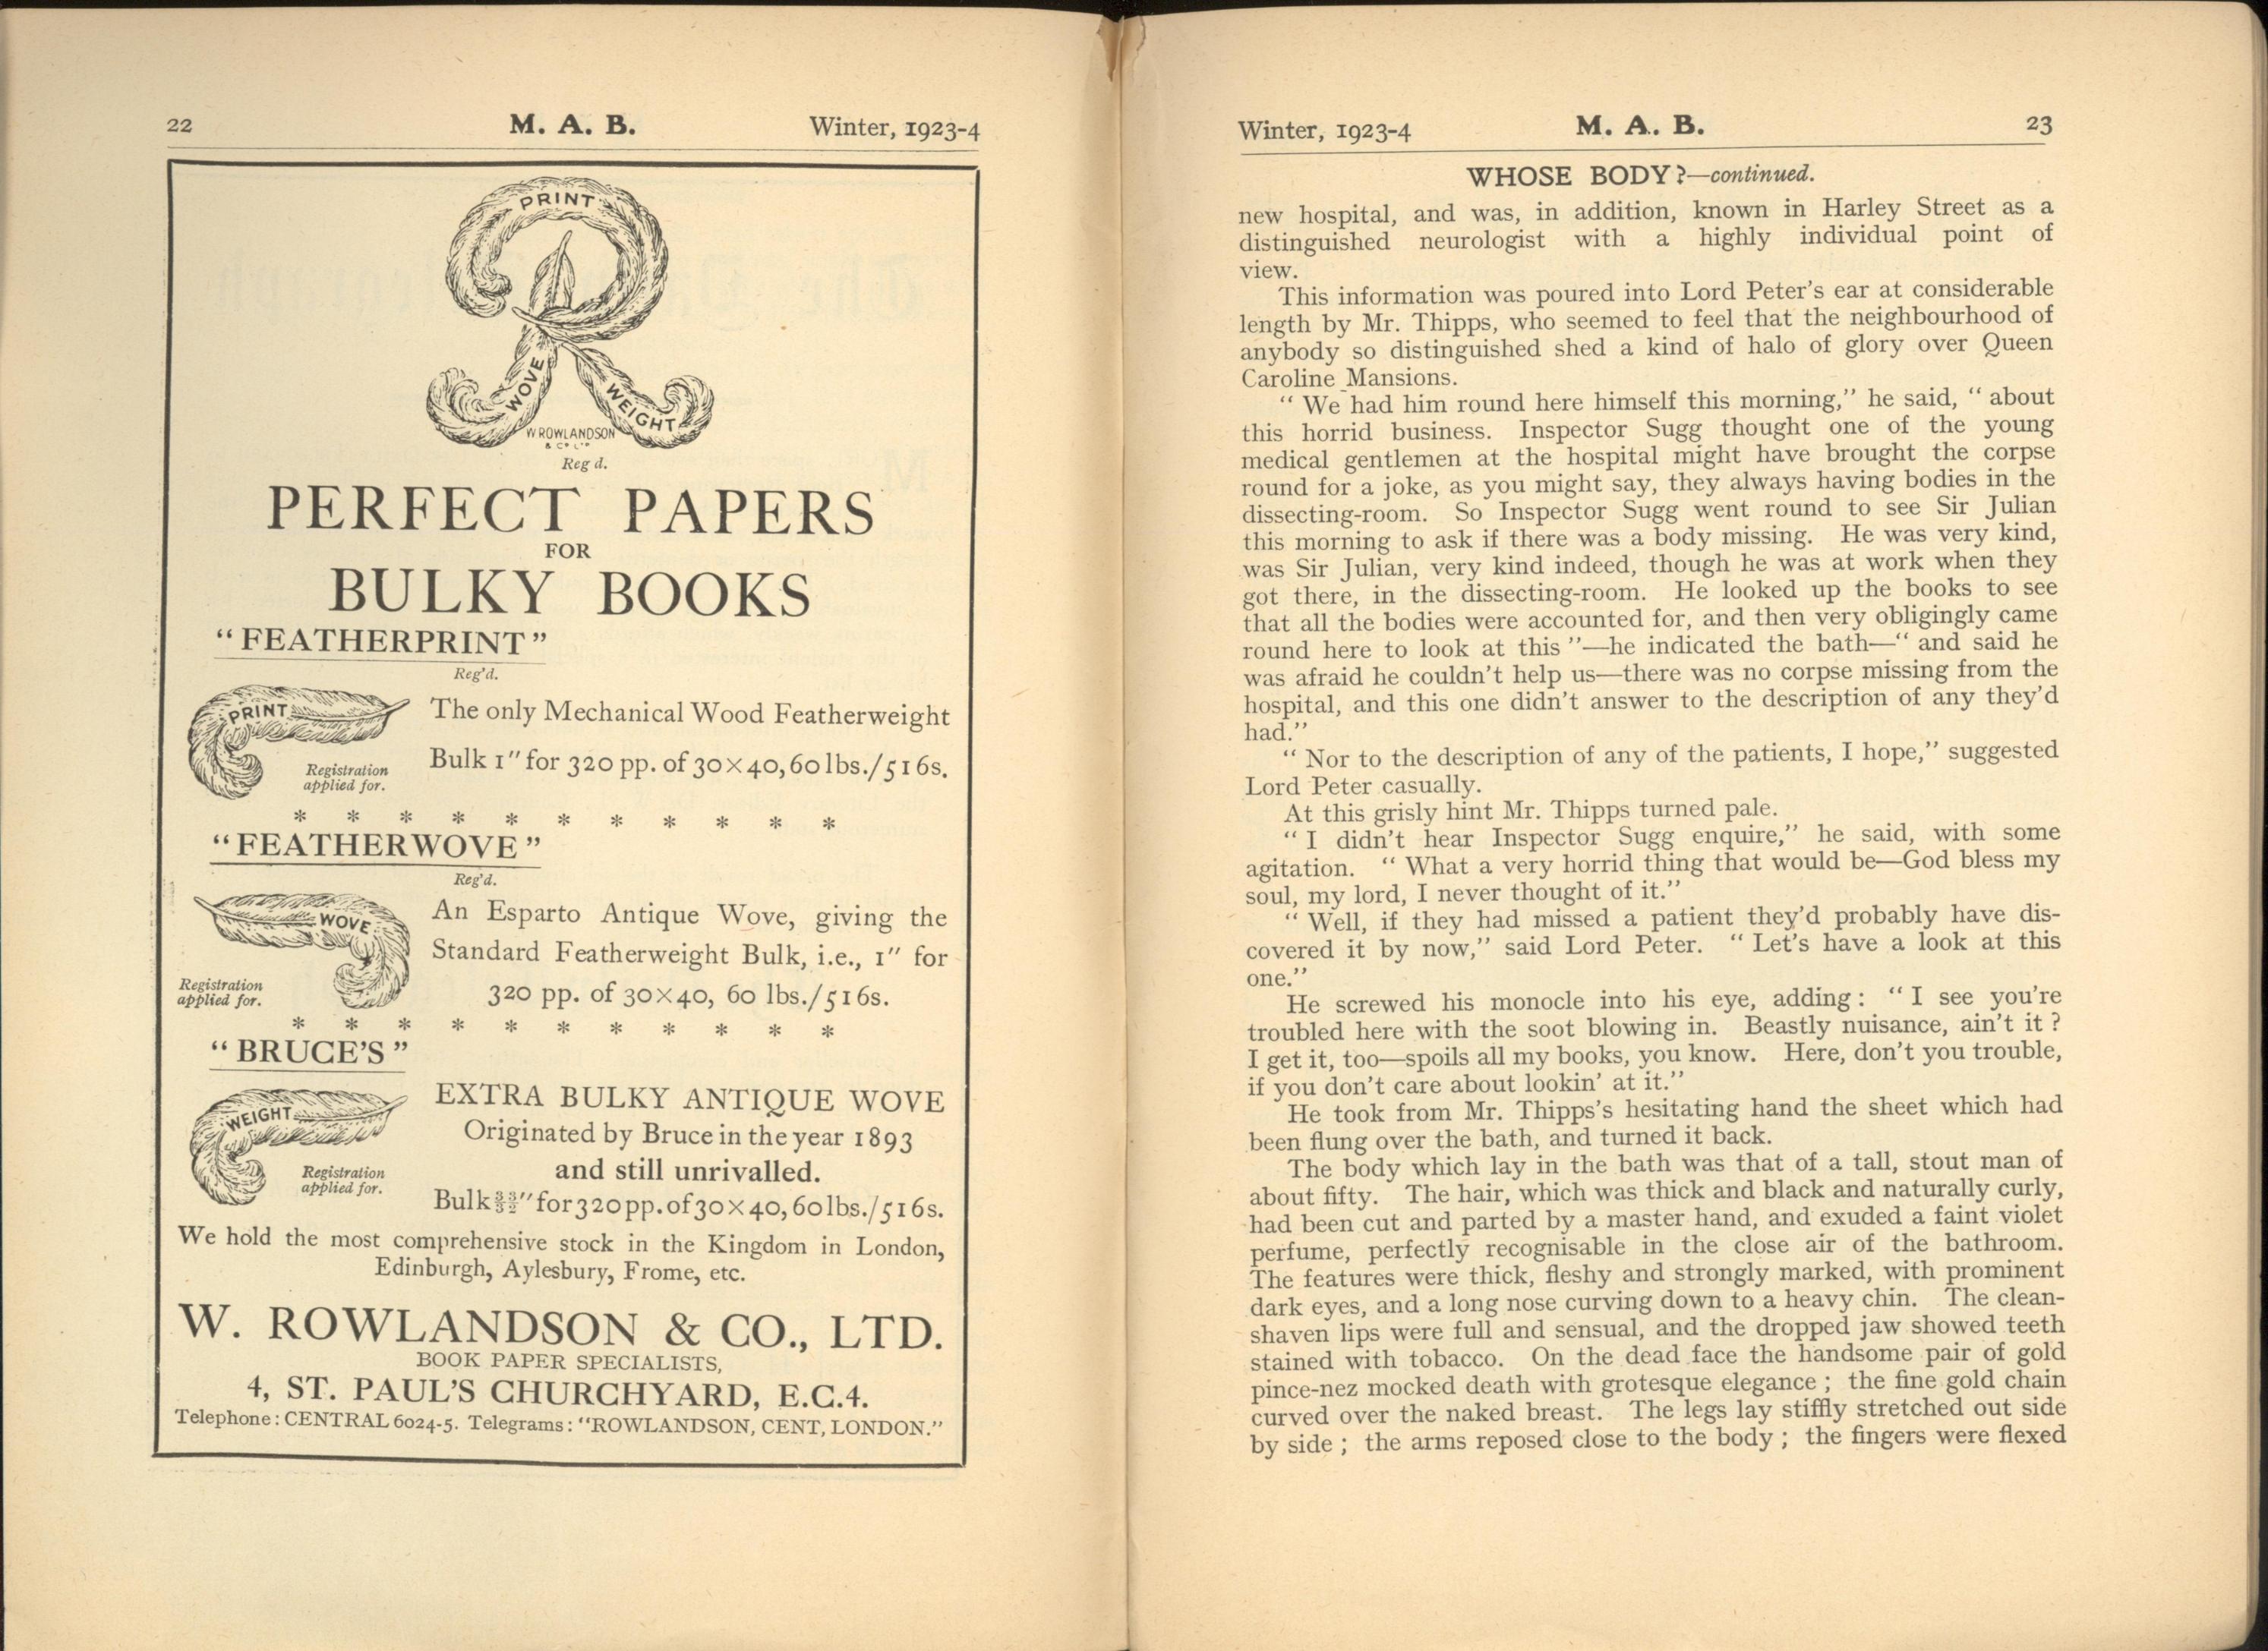 22 M. A. B. Winter, 1923-4
PRINT
WOVE
WEIGHT
W ROWLANDSON
& Cº Lᵀᴰ
Reg d.
PERFECT PAPERS
FOR
BULKY BOOKS
“FEATHERPRINT”
Reg'd.
PRINT
The only Mechanical Wood Featherweight
Bulk 1″ for 320 pp. of 30×40, 60 lbs./516s.
Registration
applied for.
* * * * * * * * * * *
“FEATHERWOVE”
Reg'd.
WOVE
An Esparto Antique Wove, giving the
Standard Featherweight Bulk, i.e., 1″ for
320 pp. of 30×40, 60 lbs./516s.
Registration
applied for.
* * * * * * * * * * *
“BRUCE'S”
WEIGHT
EXTRA BULKY ANTIQUE WOVE
Originated by Bruce in the year 1893
and still unrivalled.
Registration
applied for.
Bulk 33/32″ for 320 pp. of 30×40, 60 lbs./516s.
We hold the most comprehensive stock in the Kingdom in London,
Edinburgh, Aylesbury, Frome, etc.
W. ROWLANDSON & CO., LTD.
BOOK PAPER SPECIALISTS,
4, ST. PAUL'S CHURCHYARD, E.C.4.
Telephone: CENTRAL 6024-5. Telegrams: “ROWLANDSON, CENT, LONDON.”
Winter, 1923-4 M. A. B. 23
WHOSE BODY?—continued.
new hospital, and was, in addition, known in Harley Street as a
distinguished neurologist with a highly individual point of
view.
This information was poured into Lord Peter's ear at considerable
length by Mr. Thipps, who seemed to feel that the neighbourhood of
anybody so distinguished shed a kind of halo of glory over Queen
Caroline Mansions.
“ We had him round here himself this morning,” he said, “ about
this horrid business. Inspector Sugg thought one of the young
medical gentlemen at the hospital might have brought the corpse
round for a joke, as you might say, they always having bodies in the
dissecting-room. So Inspector Sugg went round to see Sir Julian
this morning to ask if there was a body missing. He was very kind,
was Sir Julian, very kind indeed, though he was at work when they
got there, in the dissecting-room. He looked up the books to see
that all the bodies were accounted for, and then very obligingly came
round here to look at this ”—he indicated the bath—“ and said he
was afraid he couldn't help us—there was no corpse missing from the
hospital, and this one didn't answer to the description of any they'd
had.”
“ Nor to the description of any of the patients, I hope,” suggested
Lord Peter casually.
At this grisly hint Mr. Thipps turned pale.
“ I didn't hear Inspector Sugg enquire,” he said, with some
agitation. “ What a very horrid thing that would be—God bless my
soul, my lord, I never thought of it.”
“ Well, if they had missed a patient they'd probably have dis-
covered it by now,” said Lord Peter. “ Let's have a look at this
one.”
He screwed his monocle into his eye, adding : “ I see you're
troubled here with the soot blowing in. Beastly nuisance, ain't it ?
I get it, too—spoils all my books, you know. Here, don't you trouble,
if you don't care about lookin' at it.”
He took from Mr. Thipps's hesitating hand the sheet which had
been flung over the bath, and turned it back.
The body which lay in the bath was that of a tall, stout man of
about fifty. The hair, which was thick and black and naturally curly,
had been cut and parted by a master hand, and exuded a faint violet
perfume, perfectly recognisable in the close air of the bathroom.
The features were thick, fleshy and strongly marked, with prominent
dark eyes, and a long nose curving down to a heavy chin. The clean-
shaven lips were full and sensual, and the dropped jaw showed teeth
stained with tobacco. On the dead face the handsome pair of gold
pince-nez mocked death with grotesque elegance ; the fine gold chain
curved over the naked breast. The legs lay stiffly stretched out side
by side ; the arms reposed close to the body ; the fingers were flexed